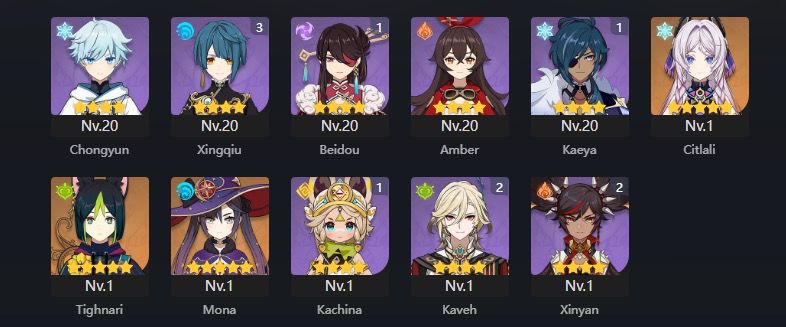 3 1 1
Nv.20 Nv.20 Nv.20 Nv.20 Nv.20 Nv.1
Chongyun Xingqiu Beidou Amber Kaeya Citlali
1 2 2
Nv.1 Nv.1 Nv.1 Nv.1 Nv.1
Tighnari Mona Kachina Kaveh Xinyan